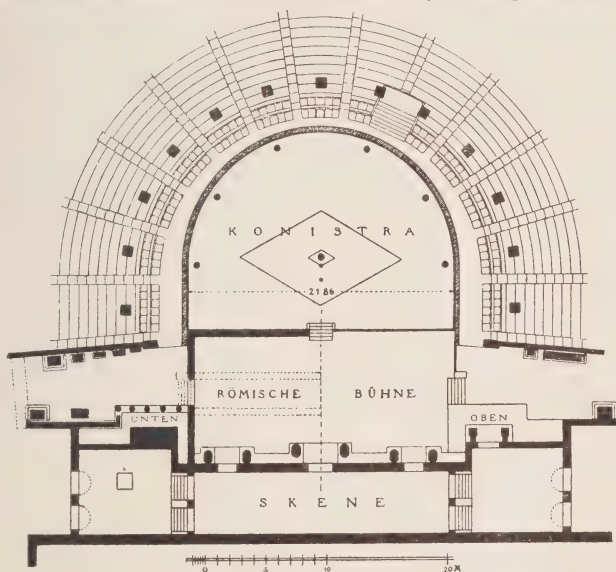 KONISTRA
21 86
RÖMISCHE BÜHNE
UNTEN
OBEN
SKENE
0 5 10 20 M